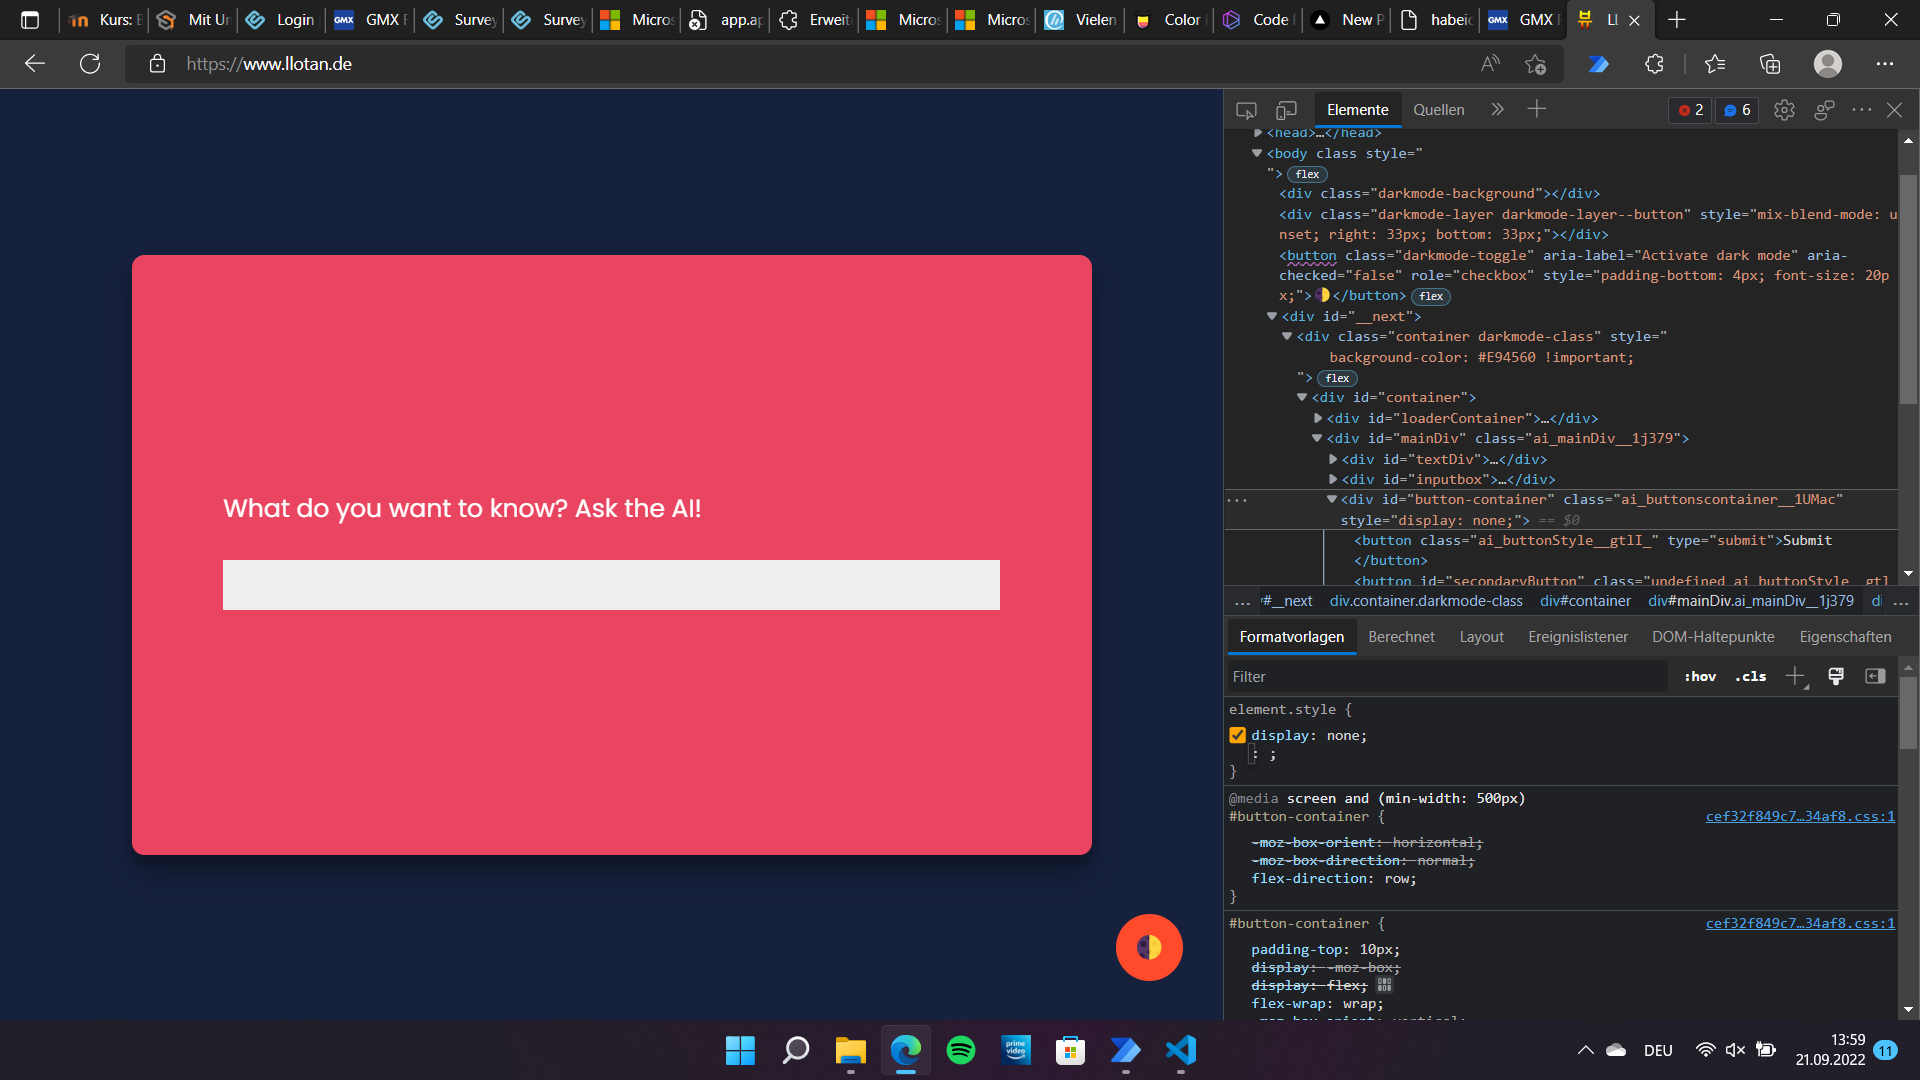 Kurs: E
Mit Ur
Login
GMX F
Survey
Survey
Micros
app.ap
Erweite
Micros
Micros
Vielen
Color
Code
New P
habeic
GMX F
Ll
https://www.llotan.de
Elemente
Quellen
2
6
<head>…</head>
<body class style="
"> flex
<div class="darkmode-background"></div>
<div class="darkmode-layer darkmode-layer--button" style="mix-blend-mode: u
nset; right: 33px; bottom: 33px;"></div>
<button class="darkmode-toggle" aria-label="Activate dark mode" aria-
checked="false" role="checkbox" style="padding-bottom: 4px; font-size: 20p
x;">🌓</button> flex
<div id="__next">
<div class="container darkmode-class" style="
background-color: #E94560 !important;
"> flex
<div id="container">
<div id="loaderContainer">…</div>
<div id="mainDiv" class="ai_mainDiv__1j379">
<div id="textDiv">…</div>
<div id="inputbox">…</div>
<div id="button-container" class="ai_buttonscontainer__1UMac"
style="display: none;"> == $0
<button class="ai_buttonStyle__gtlI_" type="submit">Submit
</button>
<button id="secondaryButton" class="undefined ai_buttonStyle__gtl
… #__next div.container.darkmode-class div#container div#mainDiv.ai_mainDiv__1j379 di …
Formatvorlagen
Berechnet
Layout
Ereignislistener
DOM-Haltepunkte
Eigenschaften
Filter
:hov
.cls
element.style {
display: none;
: ;
}
@media screen and (min-width: 500px)
#button-container {
cef32f849c7…34af8.css:1
-moz-box-orient: horizontal;
-moz-box-direction: normal;
flex-direction: row;
}
#button-container {
cef32f849c7…34af8.css:1
padding-top: 10px;
display: -moz-box;
display: flex;
flex-wrap: wrap;
-moz-box-orient: vertical;
What do you want to know? Ask the AI!
prime
video
DEU
13:59
21.09.2022
11